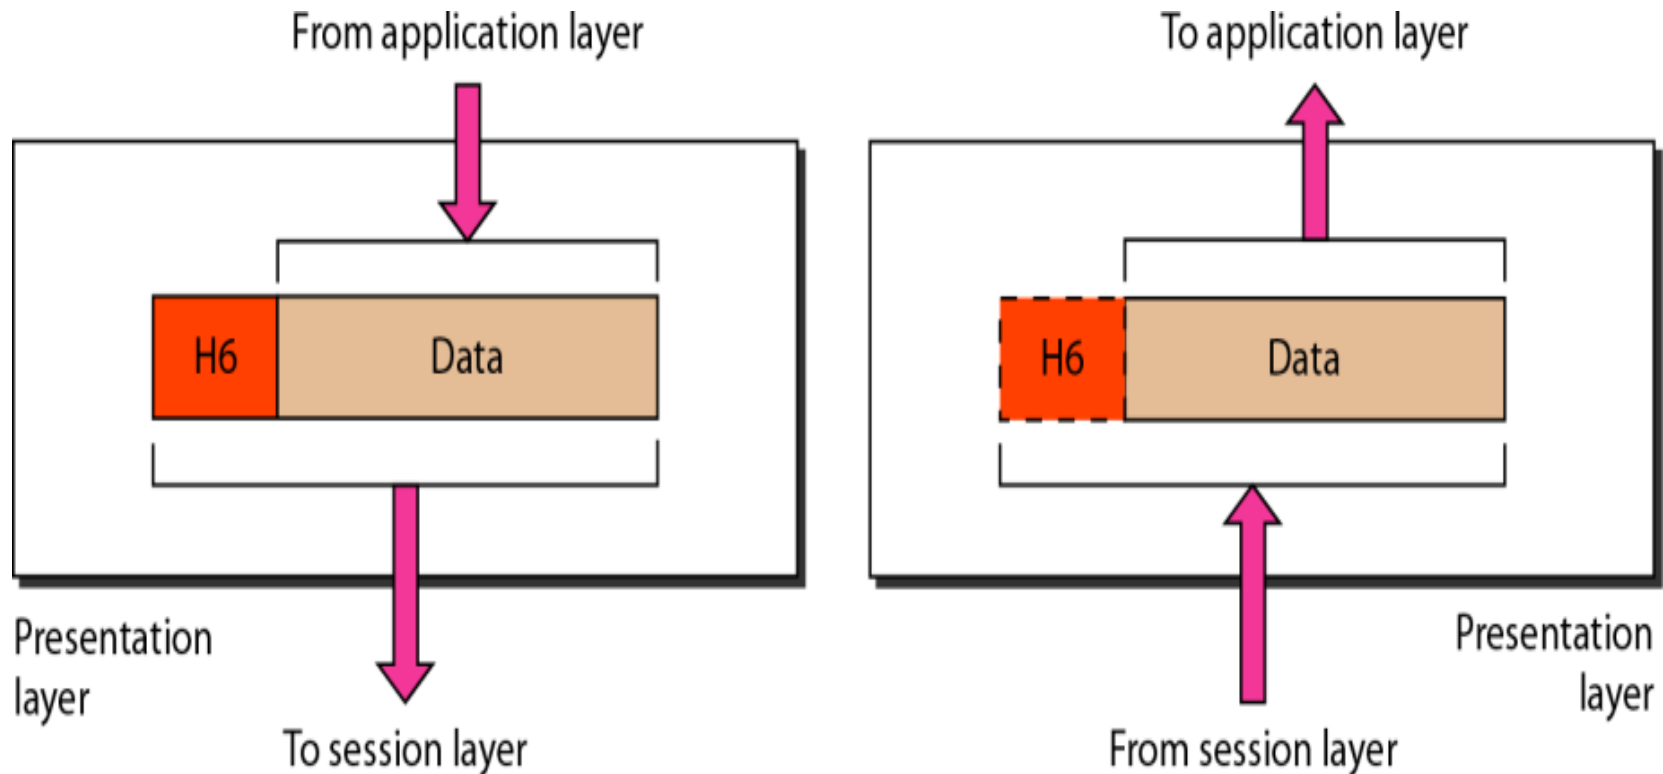 From application layer
To application layer
H6
Data
H6
Data
Presentation
layer
To session layer
From session layer
Presentation
layer